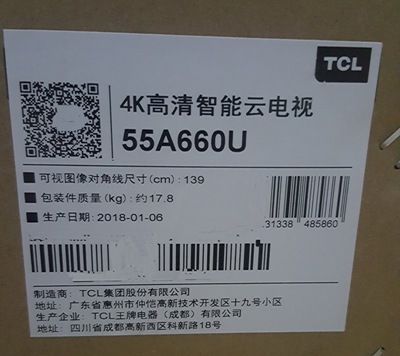 TCL
4K高清智能云电视
55A660U
可视图像对角线尺寸(cm): 139
包装件质量(kg): 约17.8
生产日期: 2018-01-06
31338 485860
制造商: TCL集团股份有限公司
地址: 广东省惠州市仲恺高新技术开发区十九号小区
生产企业: TCL王牌电器（成都）有限公司
地址: 四川省成都高新西区科新路18号